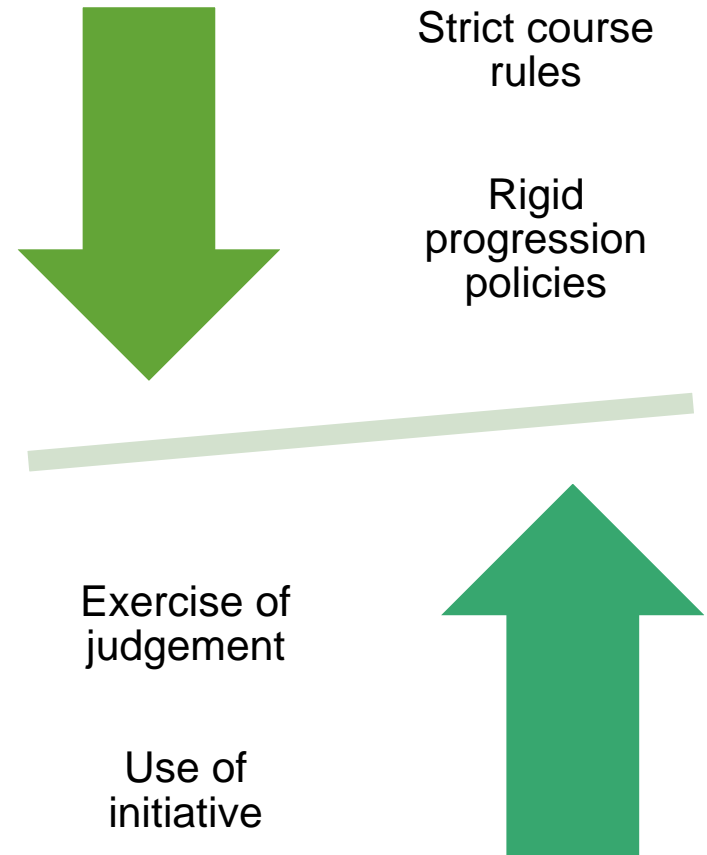 Strict course
rules
Rigid
progression
policies
Exercise of
judgement
Use of
initiative